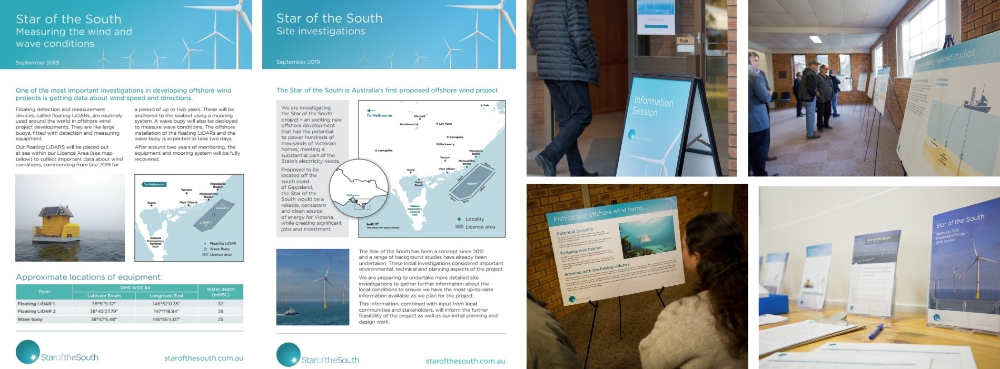 Star of the South
Measuring the wind and
wave conditions
September 2019
One of the most important investigations in developing offshore wind
projects is getting data about wind speed and directions.
Floating detection and measurement
devices, called floating LiDARs, are routinely
used around the world in offshore wind
project developments. They are like large
buoys, fitted with detection and measuring
equipment.
Our floating LiDARS will be placed out
at sea within our Licence Area (see map
below) to collect important data about wind
conditions, commencing from late 2019 for
a period of up to two years. These will be
anchored to the seabed using a mooring
system. A wave buoy will also be deployed
to measure wave conditions. The offshore
installation of the floating LiDARs and the
wave buoy is expected to take two days.
After around two years of monitoring, the
equipment and mooring system will be fully
recovered.
To Melbourne
Woodside
Beach
Yarram
Mcloughlins
Beach
Toora
Port Albert
LiDAR 2
LiDAR 1
Wilsons
Promontory
National
Park
Floating LiDAR
Wave Buoy
Licence area
Approximate locations of equipment:
Point
DMS WGS 84
Water depth
(mMSL)
Latitude South
Longitude East
Floating LiDAR 1 38°51'9.32" 146°52'0.35" 32
Floating LiDAR 2 38°40'27.79" 147°1'18.84" 26
Wave buoy 38°47'6.48" 146°56'4.07" 25
StaroftheSouth
starofthesouth.com.au
Star of the South
Site investigations
September 2019
The Star of the South is Australia's first proposed offshore wind project
We are investigating
the Star of the South
project – an exciting new
offshore development
that has the potential
to power hundreds of
thousands of Victorian
homes, meeting a
substantial part of the
State's electricity needs.
Proposed to be
located off the
south coast
of Gippsland,
the Star of the
South would be a
reliable, consistent
and clean source
of energy for Victoria,
while creating significant
jobs and investment.
To Melbourne
Sale
Morwell
Hazelwood
Loy Yang
Carrajung
Blackwarry
Leongatha
Woodside
Beach
Yarram
Mcloughlins
Beach
Toora
Port Albert
Barry
Beach
496km²
Melbourne
Wilsons
Promontory
National
Park
Locality
Licence area
Distances are approximate
The Star of the South has been a concept since 2012
and a range of background studies have already been
undertaken. These initial investigations considered important
environmental, technical and planning aspects of the project.
We are preparing to undertake more detailed site
investigations to gather further information about the
local conditions to ensure we have the most up-to-date
information available as we plan for the project.
This information, combined with input from local
communities and stakeholders, will inform the further
feasibility of the project as well as our initial planning and
design work.
StaroftheSouth
starofthesouth.com.au
Push
Information
Session
seabed studies
Fishing and offshore wind farms
Potential benefits
Turbines and habitat
Working with the fishing industry
Star of the South
Star of the South
Australia's first
proposed offshore
wind project